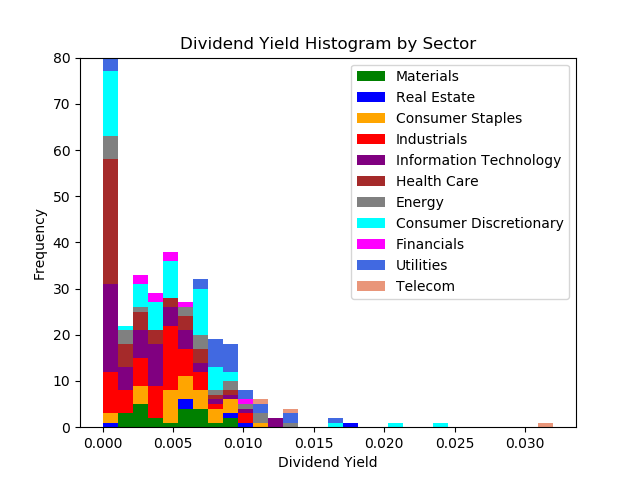 Dividend Yield Histogram by Sector
80
70
60
50
40
30
20
10
0
Frequency
Materials
Real Estate
Consumer Staples
Industrials
Information Technology
Health Care
Energy
Consumer Discretionary
Financials
Utilities
Telecom
0.000 0.005 0.010 0.015 0.020 0.025 0.030
Dividend Yield